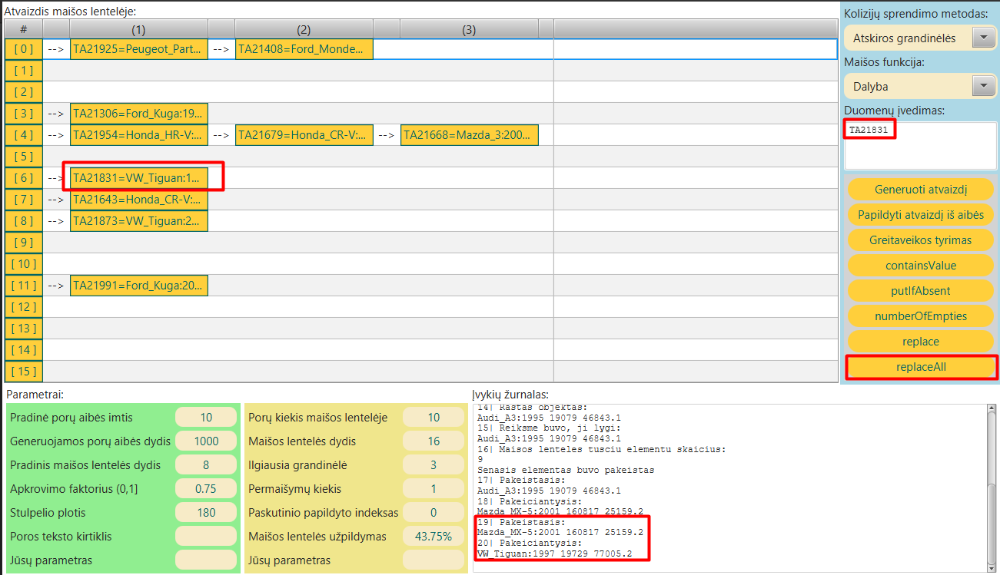 Atvaizdis maišos lentelėje:
# (1) (2) (3)
[ 0 ] --> TA21925=Peugeot_Part... --> TA21408=Ford_Monde...
[ 1 ]
[ 2 ]
[ 3 ] --> TA21306=Ford_Kuga:19...
[ 4 ] --> TA21954=Honda_HR-V:... --> TA21679=Honda_CR-V:... --> TA21668=Mazda_3:200...
[ 5 ]
[ 6 ] --> TA21831=VW_Tiguan:1...
[ 7 ] --> TA21643=Honda_CR-V:...
[ 8 ] --> TA21873=VW_Tiguan:2...
[ 9 ]
[ 10 ]
[ 11 ] --> TA21991=Ford_Kuga:20...
[ 12 ]
[ 13 ]
[ 14 ]
[ 15 ]
Kolizijų sprendimo metodas:
Atskiros grandinėlės
Maišos funkcija:
Dalyba
Duomenų įvedimas:
TA21831
Generuoti atvaizdį
Papildyti atvaizdį iš aibės
Greitaveikos tyrimas
containsValue
putIfAbsent
numberOfEmpties
replace
replaceAll
Parametrai:
Pradinė porų aibės imtis 10
Generuojamos porų aibės dydis 1000
Pradinis maišos lentelės dydis 8
Apkrovimo faktorius (0,1] 0.75
Stulpelio plotis 180
Poros teksto kirtiklis
Jūsų parametras
Porų kiekis maišos lentelėje 10
Maišos lentelės dydis 16
Ilgiausia grandinėlė 3
Permaišymų kiekis 1
Paskutinio papildyto indeksas 0
Maišos lentelės užpildymas 43.75%
Jūsų parametras
Įvykių žurnalas:
14| Rastas objektas:
Audi_A3:1995 19079 46843.1
15| Reiksme buvo, ji lygi:
Audi_A3:1995 19079 46843.1
16| Maisos lenteles tusciu elementu skaicius:
9
Senasis elementas buvo pakeistas
17| Pakeistasis:
Audi_A3:1995 19079 46843.1
18| Pakeiciantysis:
Mazda_MX-5:2001 160817 25159.2
19| Pakeistasis:
Mazda_MX-5:2001 160817 25159.2
20| Pakeiciantysis:
VW_Tiguan:1997 19729 77005.2